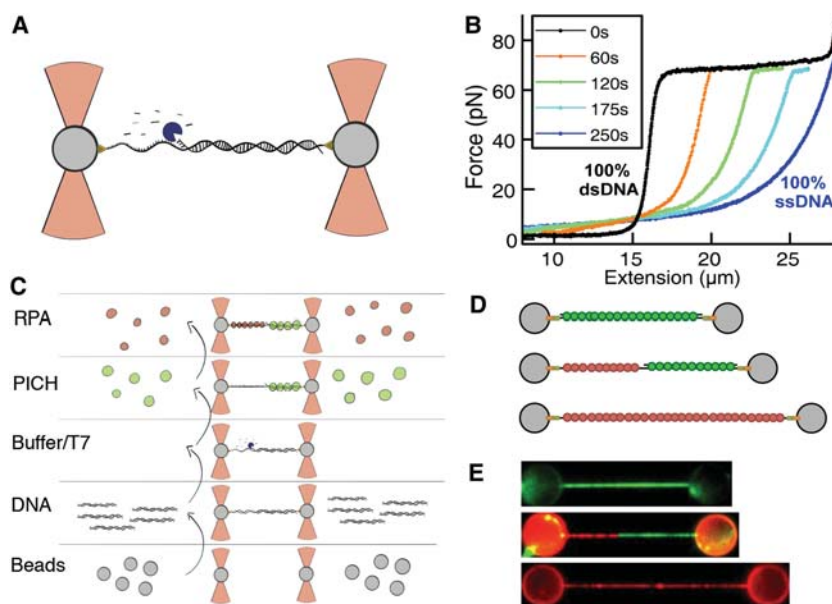 A
B
80
60
40
20
0
Force (pN)
0s
60s
120s
175s
250s
100%
dsDNA
100%
ssDNA
10
15
20
25
Extension (μm)
C
RPA
PICH
Buffer/T7
DNA
Beads
D
E